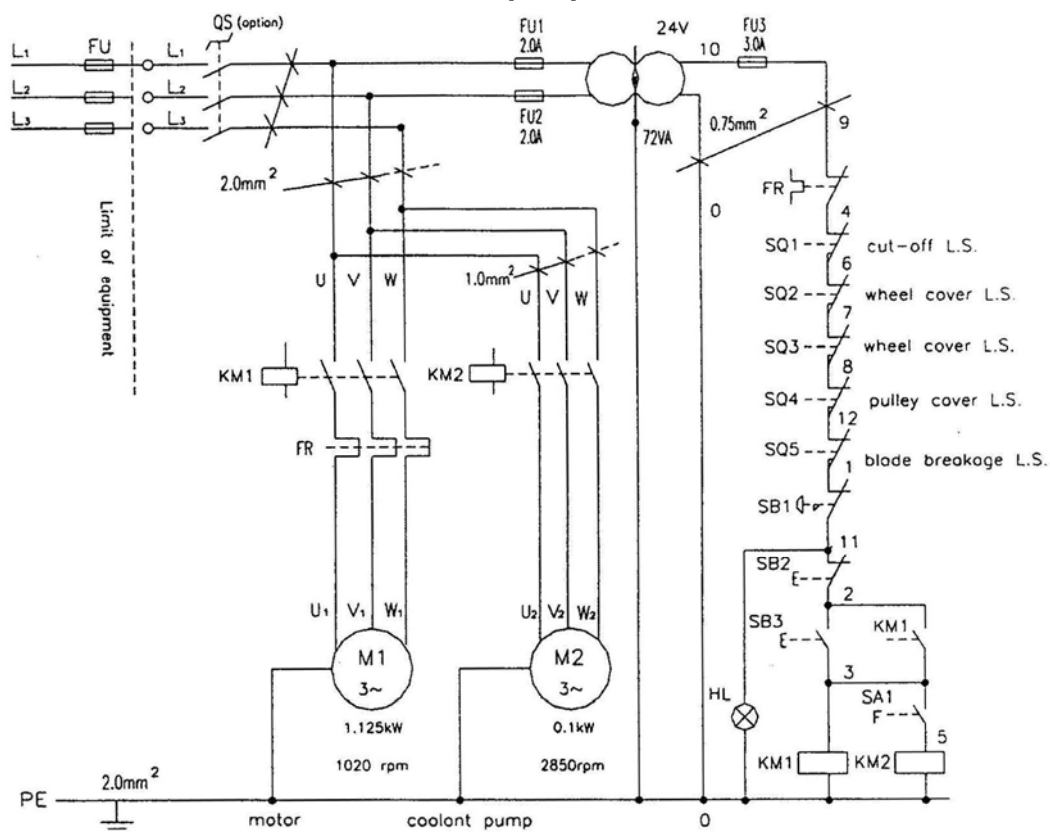 QS (option)
FU1
2.0A
24V
10
FU3
3.0A
L1 FU L1
L2 L2
L3 L3
FU2
2.0A
72VA
0.75mm²
9
2.0mm²
0
FR
4
Limit of equipment
SQ1 cut-off L.S.
6
1.0mm²
U V W
U V W
SQ2 wheel cover L.S.
7
SQ3 wheel cover L.S.
8
KM1
KM2
SQ4 pulley cover L.S.
12
FR
SQ5 blade breakage L.S.
1
SB1
11
SB2
E
2
U1 V1 W1
U2 V2 W2
SB3
E
KM1
M1
3~
M2
3~
3
HL
SA1
F
1.125kW
0.1kW
5
1020 rpm
2850rpm
KM1
KM2
2.0mm²
PE
motor
coolant pump
0